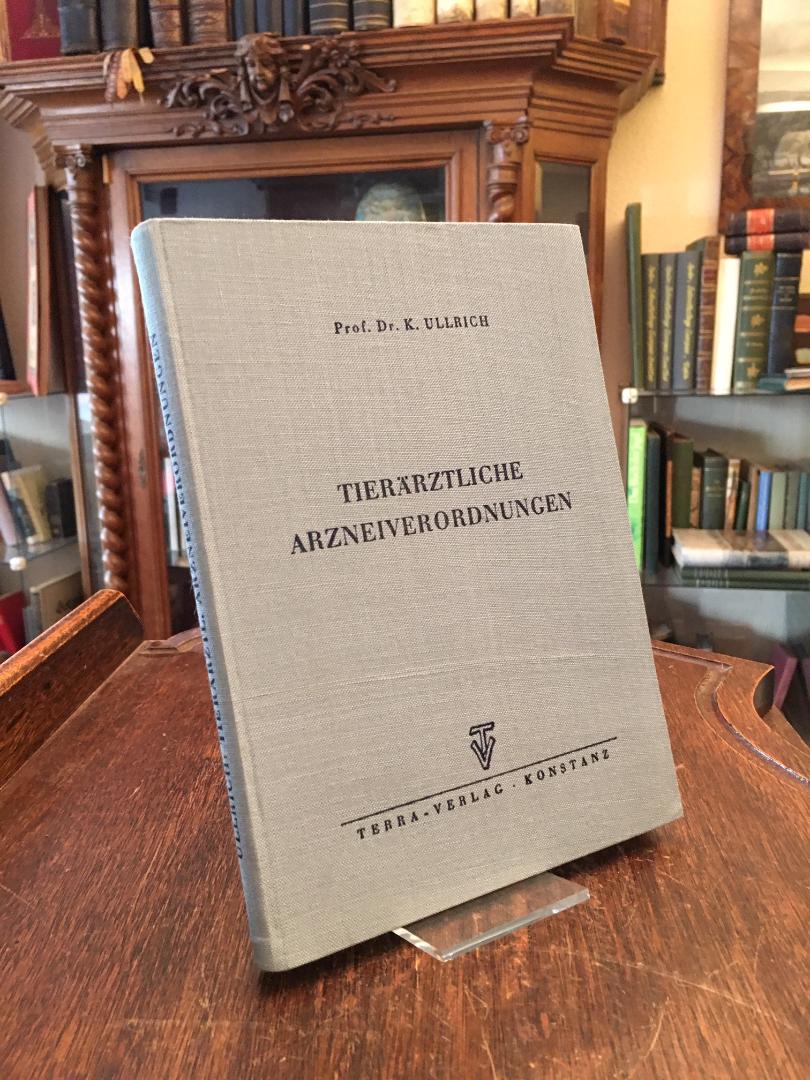 Prof. Dr. K. ULLRICH
TIERÄRZTLICHE
ARZNEIVERORDNUNGEN
TV
TERRA-VERLAG · KONSTANZ
ULLRICH · TIERÄRZTLICHE ARZNEIVERORDNUNGEN